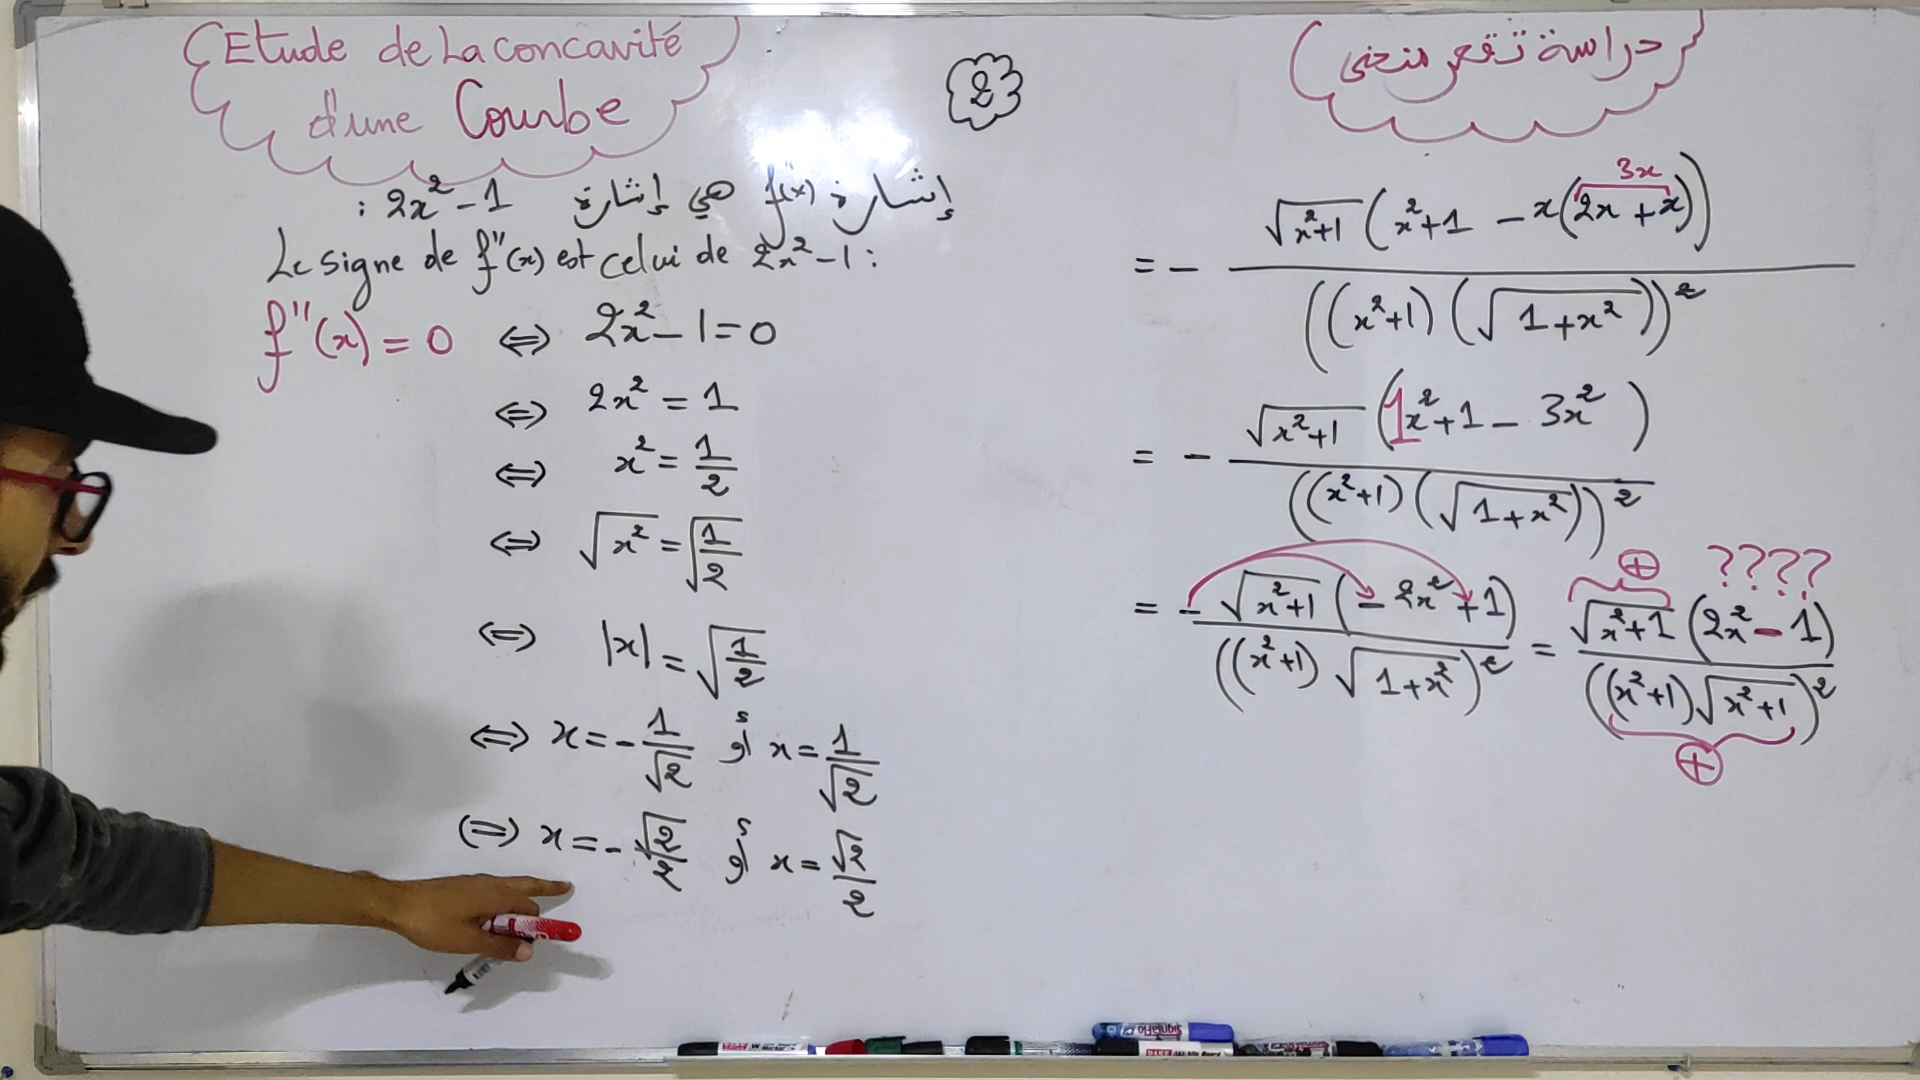 Etude de La concavité
d'une Courbe
2
دراسة تقعر منحنى
إشارة f''(x) هي إشارة 2x²-1 :
Le signe de f''(x) est celui de 2x²-1 :
f''(x) = 0 ⇔ 2x²-1=0
⇔ 2x² = 1
⇔ x² = 1/2
⇔ √x² = √(1/2)
⇔ |x| = √(1/2)
⇔ x = -1/√2 أو x = 1/√2
⇔ x = -√2/2 أو x = √2/2
3x
= - √(x²+1) (x²+1 - x(2x+x)) / ((x²+1)(√(1+x²)))²
= - √(x²+1) (1x²+1 - 3x²) / ((x²+1)(√(1+x²)))²
+ ????
= - √(x²+1) (-2x²+1) / ((x²+1)√(1+x²))² = √(x²+1) (2x²-1) / ((x²+1)√(x²+1))²
+